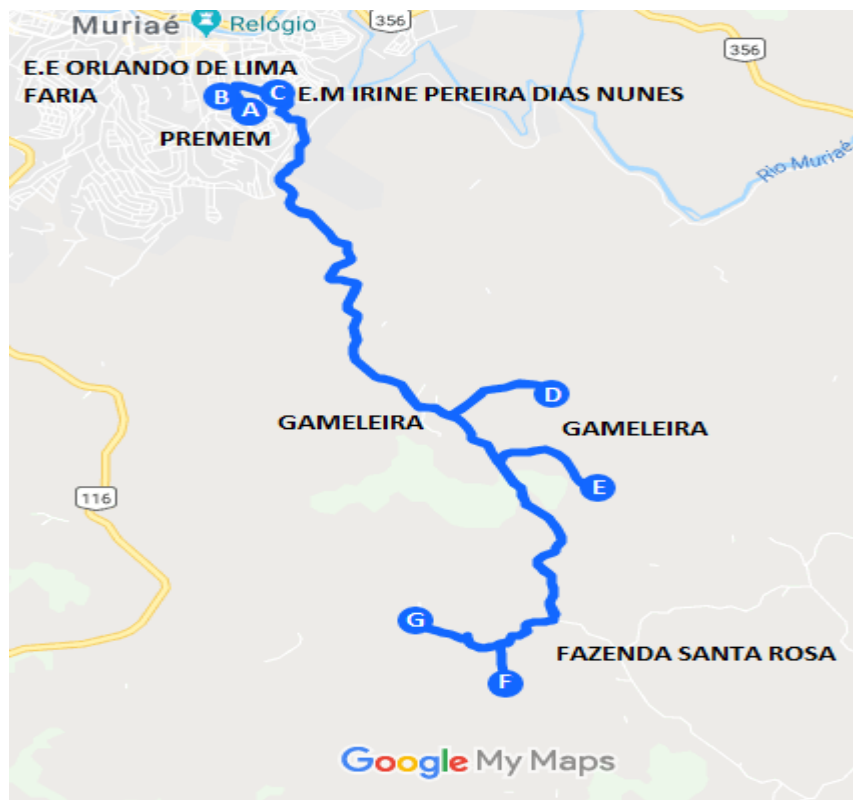 Muriaé Relógio
356
356
E.E ORLANDO DE LIMA
FARIA
B
A
C
E.M IRINE PEREIRA DIAS NUNES
PREMEM
Rio Muriaé
D
GAMELEIRA
GAMELEIRA
E
116
G
FAZENDA SANTA ROSA
F
Google My Maps